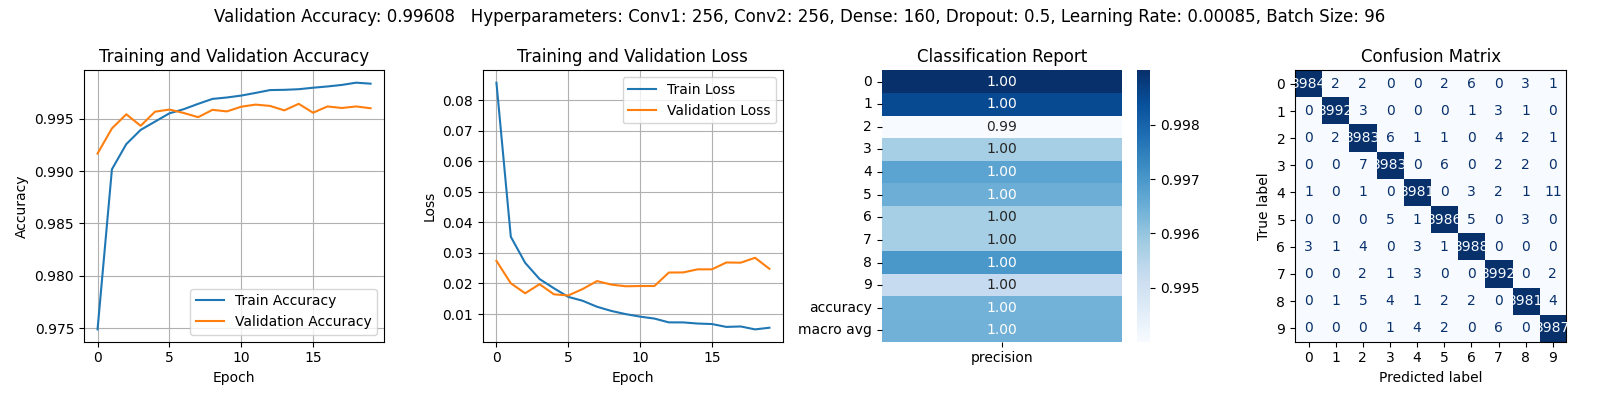 Validation Accuracy: 0.99608   Hyperparameters: Conv1: 256, Conv2: 256, Dense: 160, Dropout: 0.5, Learning Rate: 0.00085, Batch Size: 96
Training and Validation Accuracy
Accuracy
0.995
0.990
0.985
0.980
0.975
Train Accuracy
Validation Accuracy
0 5 10 15
Epoch
Training and Validation Loss
Loss
0.08
0.07
0.06
0.05
0.04
0.03
0.02
0.01
Train Loss
Validation Loss
0 5 10 15
Epoch
Classification Report
0 1.00
1 1.00
2 0.99
3 1.00
4 1.00
5 1.00
6 1.00
7 1.00
8 1.00
9 1.00
accuracy 1.00
macro avg 1.00
precision
0.998
0.997
0.996
0.995
Confusion Matrix
True label
0 3984 2 2 0 0 2 6 0 3 1
1 0 3992 3 0 0 0 1 3 1 0
2 0 2 3983 6 1 1 0 4 2 1
3 0 0 7 3983 0 6 0 2 2 0
4 1 0 1 0 3981 0 3 2 1 11
5 0 0 0 5 1 3986 5 0 3 0
6 3 1 4 0 3 1 3988 0 0 0
7 0 0 2 1 3 0 0 3992 0 2
8 0 1 5 4 1 2 2 0 3981 4
9 0 0 0 1 4 2 0 6 0 3987
0 1 2 3 4 5 6 7 8 9
Predicted label